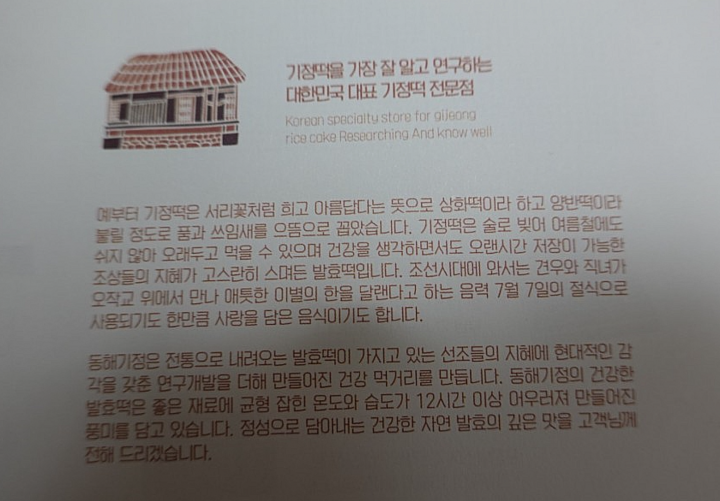 기정떡을 가장 잘 알고 연구하는
대한민국 대표 기정떡 전문점
Korean specialty store for gijeong
rice cake Researching And know well
예부터 기정떡은 서리꽃처럼 희고 아름답다는 뜻으로 상화떡이라 하고 양반떡이라
불릴 정도로 품과 쓰임새를 으뜸으로 꼽았습니다. 기정떡은 술로 빚어 여름철에도
쉬지 않아 오래두고 먹을 수 있으며 건강을 생각하면서도 오랜시간 저장이 가능한
조상들의 지혜가 고스란히 스며든 발효떡입니다. 조선시대에 와서는 견우와 직녀가
오작교 위에서 만나 애틋한 이별의 한을 달랜다고 하는 음력 7월 7일의 절식으로
사용되기도 한만큼 사랑을 담은 음식이기도 합니다.
동해기정은 전통으로 내려오는 발효떡이 가지고 있는 선조들의 지혜에 현대적인 감
각을 갖춘 연구개발을 더해 만들어진 건강 먹거리를 만듭니다. 동해기정의 건강한
발효떡은 좋은 재료에 균형 잡힌 온도와 습도가 12시간 이상 어우러져 만들어진
풍미를 담고 있습니다. 정성으로 담아내는 건강한 자연 발효의 깊은 맛을 고객님께
전해 드리겠습니다.